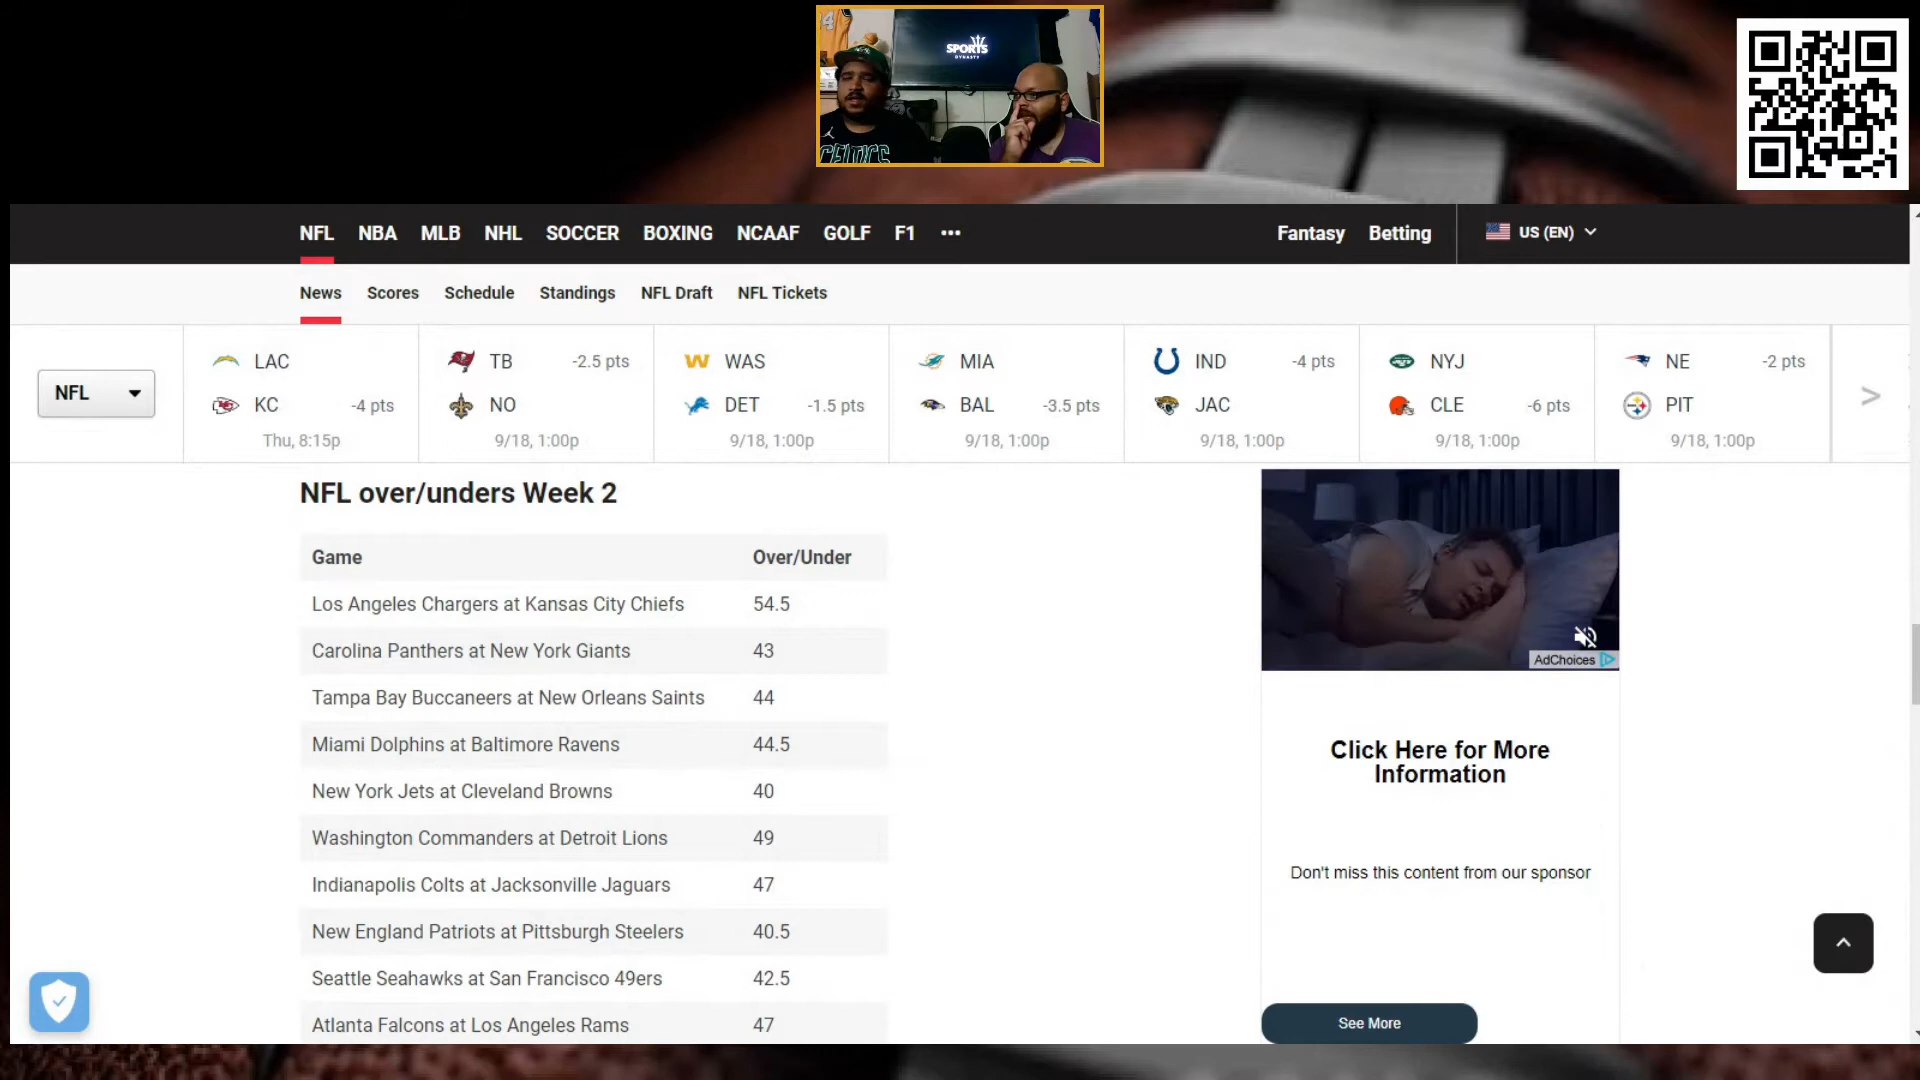 SPORTS
DYNASTY
CELTICS
NFL NBA MLB NHL SOCCER BOXING NCAAF GOLF F1 ••• Fantasy Betting US (EN)
News Scores Schedule Standings NFL Draft NFL Tickets
NFL
LAC
KC -4 pts
Thu, 8:15p
TB -2.5 pts
NO
9/18, 1:00p
WAS
DET -1.5 pts
9/18, 1:00p
MIA
BAL -3.5 pts
9/18, 1:00p
IND -4 pts
JAC
9/18, 1:00p
NYJ
CLE -6 pts
9/18, 1:00p
NE -2 pts
PIT
9/18, 1:00p
>
NFL over/unders Week 2
Game Over/Under
Los Angeles Chargers at Kansas City Chiefs 54.5
Carolina Panthers at New York Giants 43
Tampa Bay Buccaneers at New Orleans Saints 44
Miami Dolphins at Baltimore Ravens 44.5
New York Jets at Cleveland Browns 40
Washington Commanders at Detroit Lions 49
Indianapolis Colts at Jacksonville Jaguars 47
New England Patriots at Pittsburgh Steelers 40.5
Seattle Seahawks at San Francisco 49ers 42.5
Atlanta Falcons at Los Angeles Rams 47
AdChoices
Click Here for More
Information
Don't miss this content from our sponsor
See More